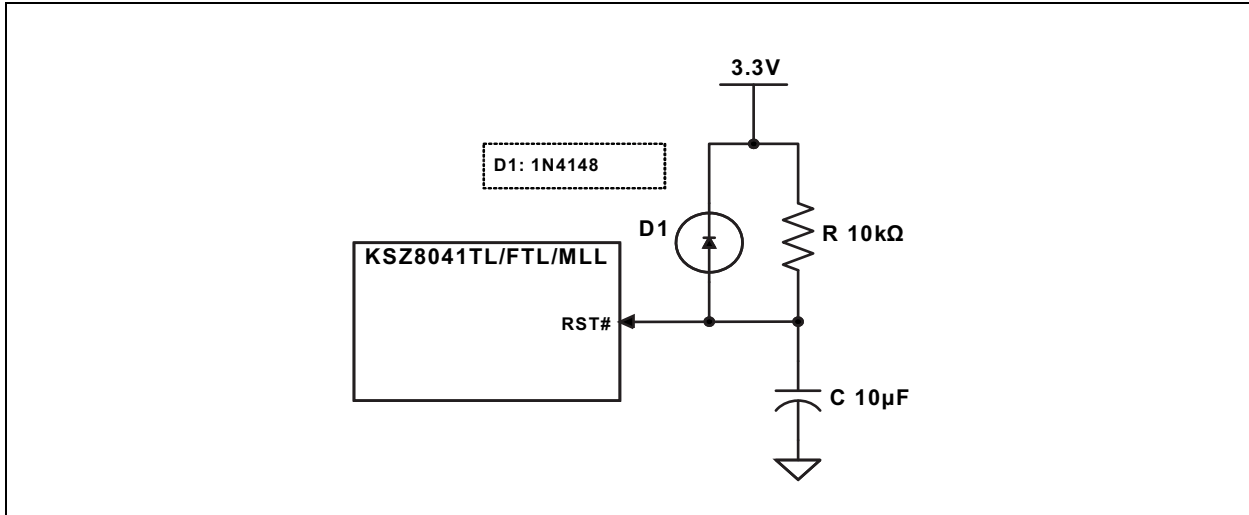 3.3V
D1: 1N4148
D1
R 10kΩ
KSZ8041TL/FTL/MLL
RST#
C 10µF